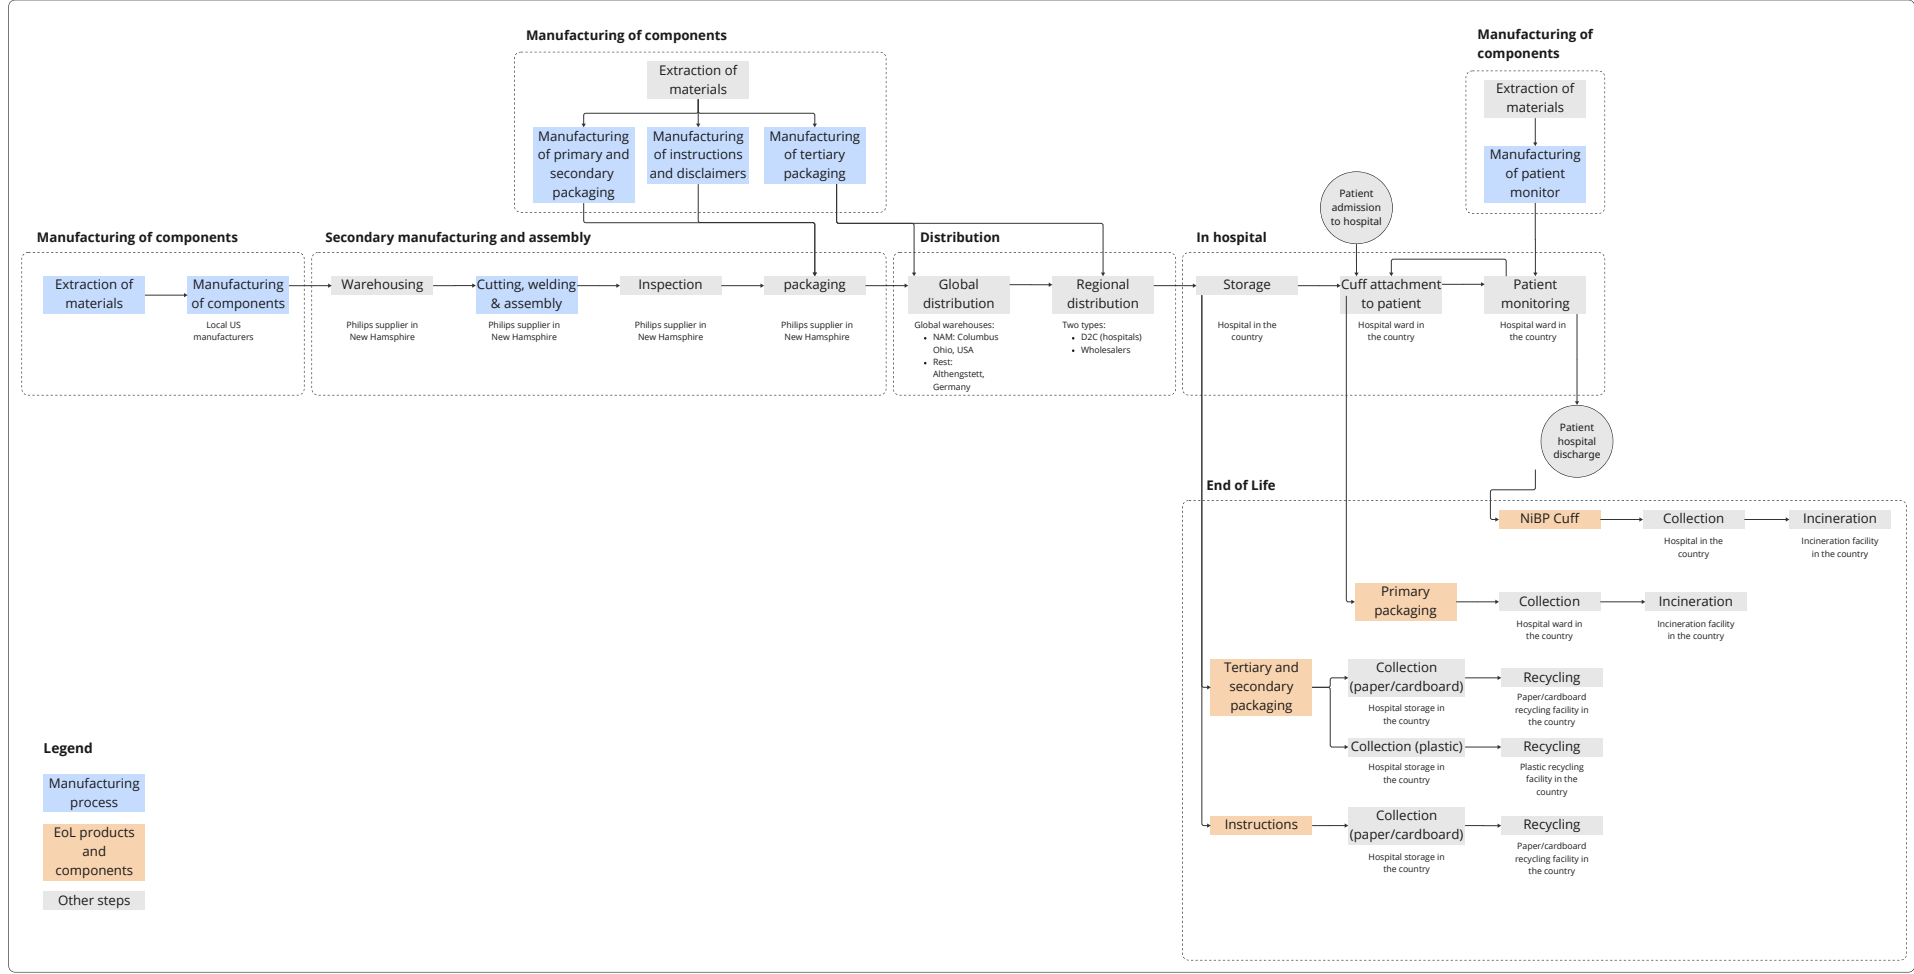 Manufacturing of components
Extraction of
materials
Manufacturing
of primary and
secondary
packaging
Manufacturing
of instructions
and disclaimers
Manufacturing
of tertiary
packaging
Manufacturing of
components
Extraction of
materials
Manufacturing
of patient
monitor
Patient
admission
to hospital
Manufacturing of components
Extraction of
materials
Manufacturing
of components
Local US
manufacturers
Secondary manufacturing and assembly
Warehousing
Philips supplier in
New Hamsphire
Cutting, welding
& assembly
Philips supplier in
New Hamsphire
Inspection
Philips supplier in
New Hamsphire
packaging
Philips supplier in
New Hamsphire
Distribution
Global
distribution
Global warehouses:
• NAM: Columbus
Ohio, USA
• Rest:
Althengstett,
Germany
Regional
distribution
Two types:
• D2C (hospitals)
• Wholesalers
In hospital
Storage
Hospital in the
country
Cuff attachment
to patient
Hospital ward in
the country
Patient
monitoring
Hospital ward in
the country
Patient
hospital
discharge
End of Life
NiBP Cuff
Collection
Hospital in the
country
Incineration
Incineration facility
in the country
Primary
packaging
Collection
Hospital ward in
the country
Incineration
Incineration facility
in the country
Tertiary and
secondary
packaging
Collection
(paper/cardboard)
Hospital storage in
the country
Recycling
Paper/cardboard
recycling facility in
the country
Collection (plastic)
Hospital storage in
the country
Recycling
Plastic recycling
facility in the
country
Instructions
Collection
(paper/cardboard)
Hospital storage in
the country
Recycling
Paper/cardboard
recycling facility in
the country
Legend
Manufacturing
process
EoL products
and
components
Other steps